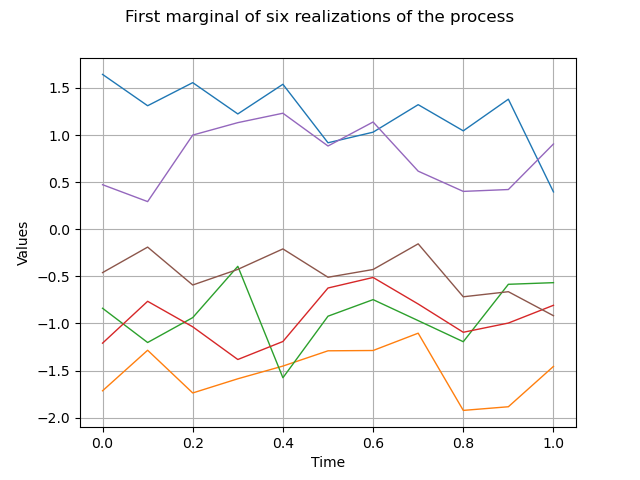 First marginal of six realizations of the process
1.5
1.0
0.5
0.0
−0.5
−1.0
−1.5
−2.0
Values
0.0 0.2 0.4 0.6 0.8 1.0
Time